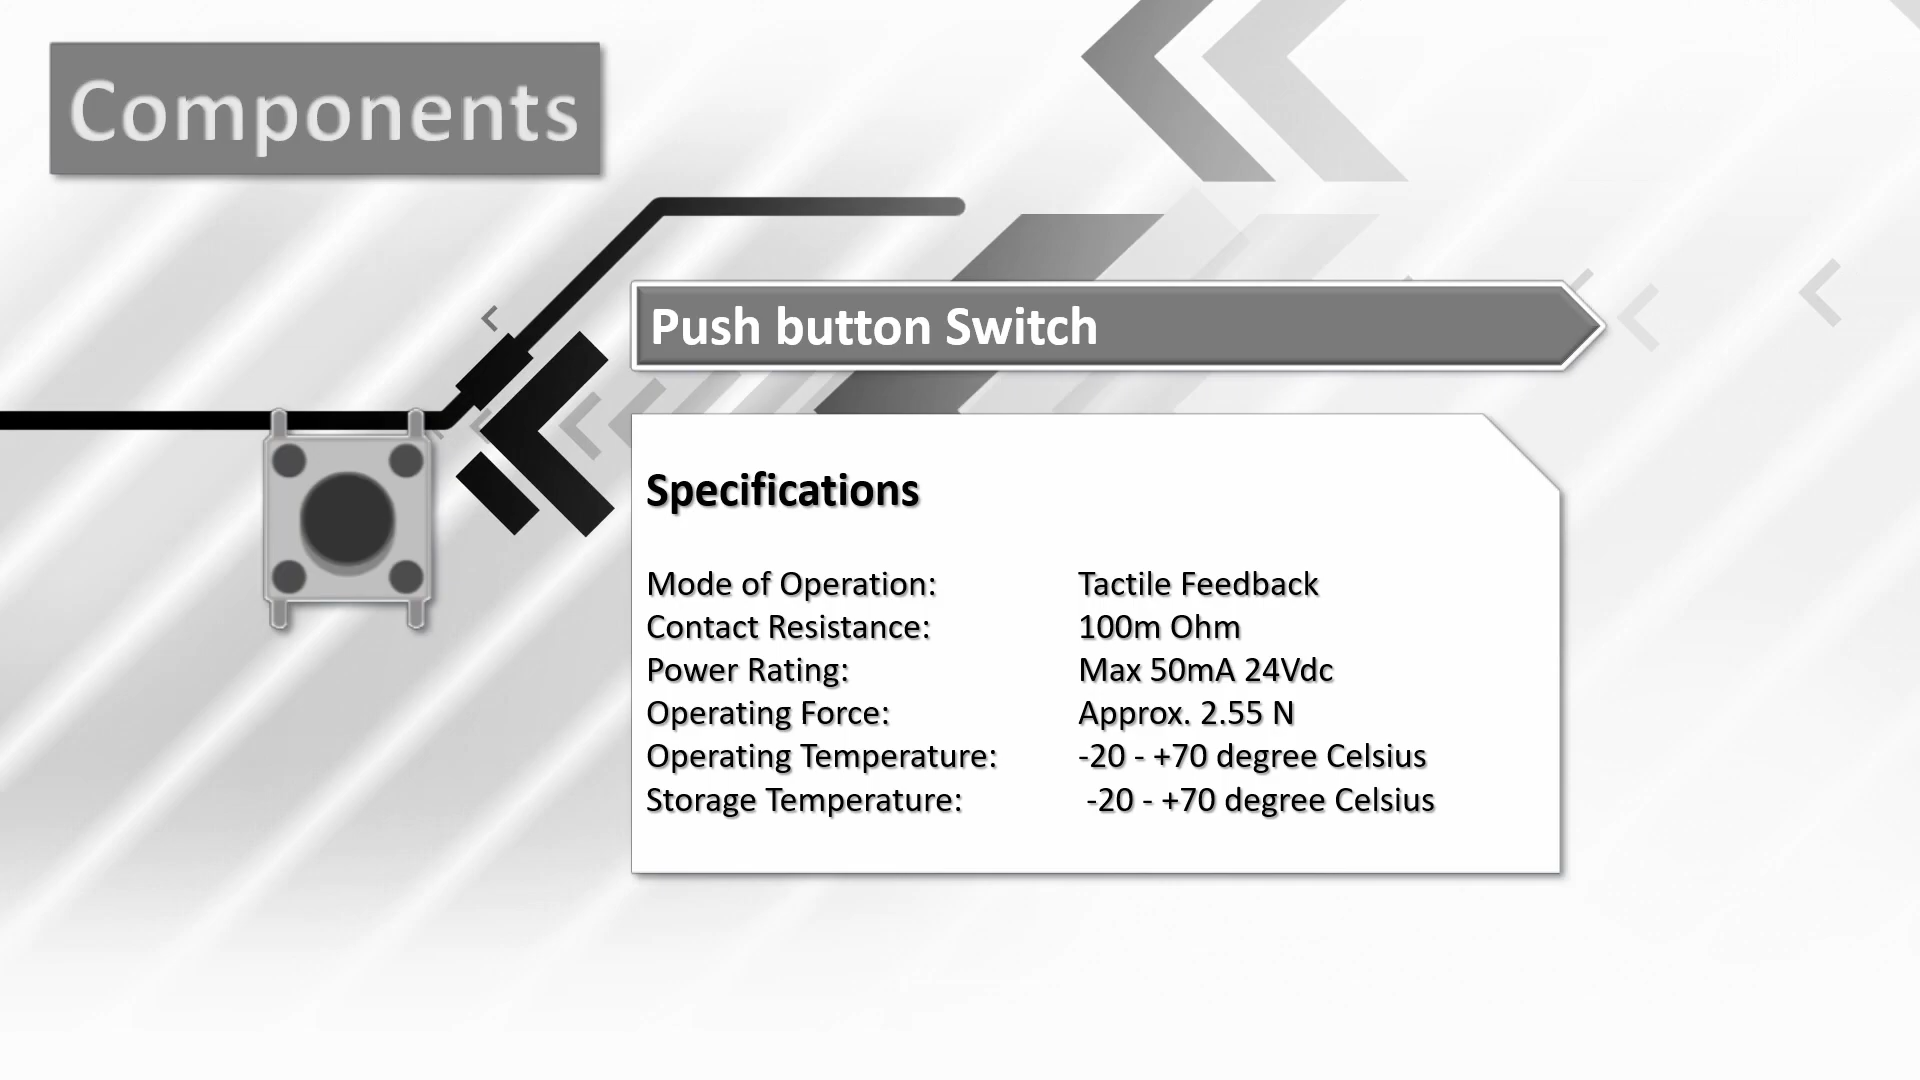 Components
Push button Switch
Specifications
Mode of Operation: Tactile Feedback
Contact Resistance: 100m Ohm
Power Rating: Max 50mA 24Vdc
Operating Force: Approx. 2.55 N
Operating Temperature: -20 - +70 degree Celsius
Storage Temperature: -20 - +70 degree Celsius